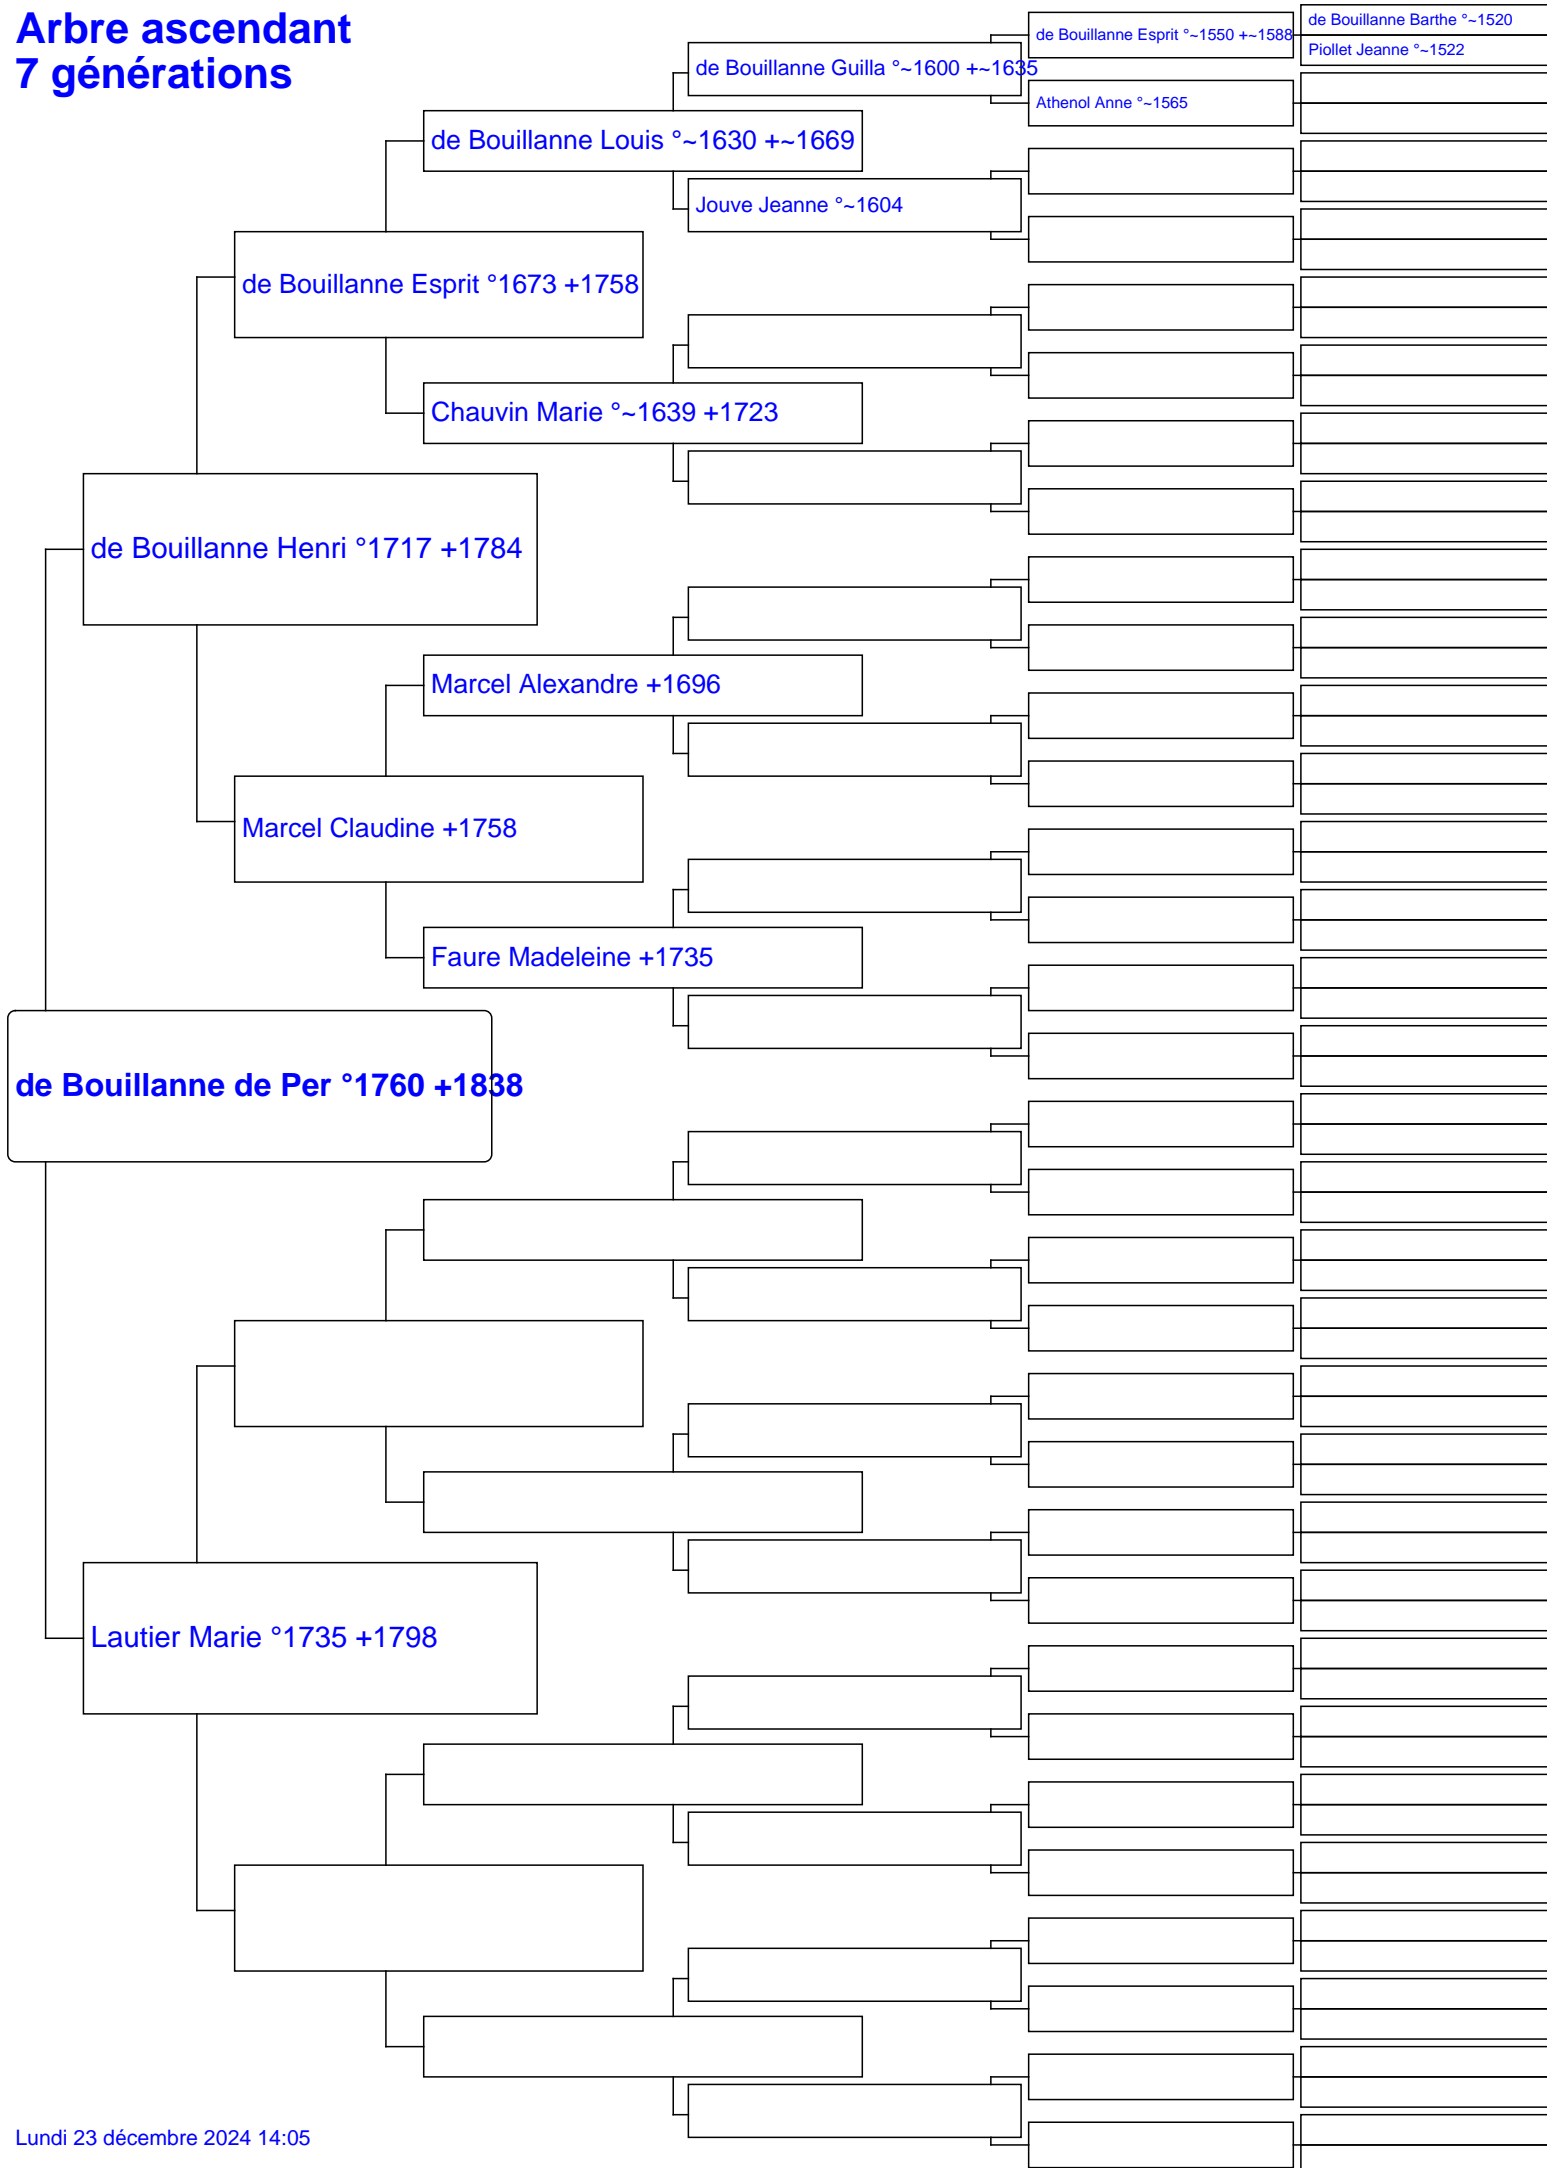 Arbre ascendant
7 générations
de Bouillanne Barthe °~1520
de Bouillanne Esprit °~1550 +~1588
Piollet Jeanne °~1522
de Bouillanne Guilla °~1600 +~1635
Athenol Anne °~1565
de Bouillanne Louis °~1630 +~1669
Jouve Jeanne °~1604
de Bouillanne Esprit °1673 +1758
Chauvin Marie °~1639 +1723
de Bouillanne Henri °1717 +1784
Marcel Alexandre +1696
Marcel Claudine +1758
Faure Madeleine +1735
de Bouillanne de Per °1760 +1838
Lautier Marie °1735 +1798
Lundi 23 décembre 2024 14:05